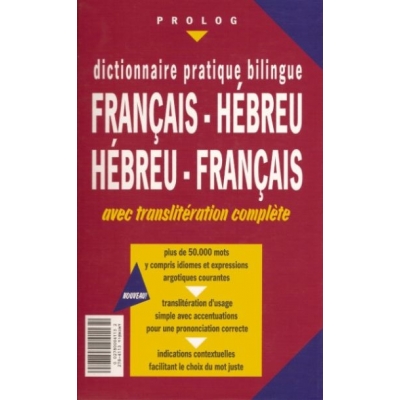 PROLOG
dictionnaire pratique bilingue
FRANÇAIS - HÉBREU
HÉBREU - FRANÇAIS
avec translitération complète
plus de 50.000 mots
y compris idiomes et expressions
argotiques courantes
NOUVEAU!
translitération d'usage
simple avec accentuations
pour une prononciation correcte
indications contextuelles
facilitant le choix du mot juste